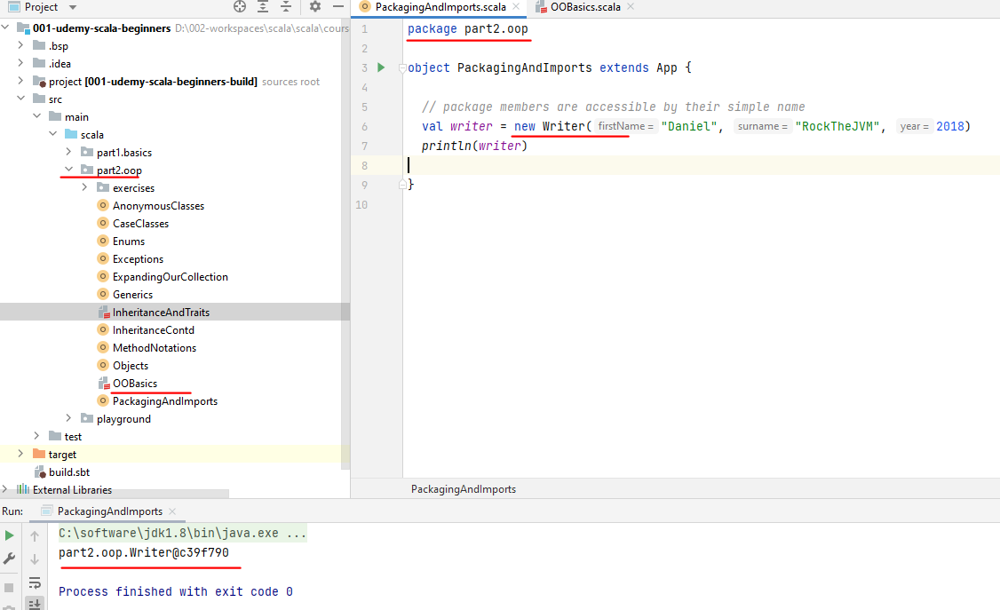 Project
001-udemy-scala-beginners D:\002-workspaces\scala\scala\cours
.bsp
.idea
project [001-udemy-scala-beginners-build] sources root
src
main
scala
part1.basics
part2.oop
exercises
AnonymousClasses
CaseClasses
Enums
Exceptions
ExpandingOurCollection
Generics
InheritanceAndTraits
InheritanceContd
MethodNotations
Objects
OOBasics
PackagingAndImports
playground
test
target
build.sbt
External Libraries
PackagingAndImports.scala OOBasics.scala
1 package part2.oop
2
3 object PackagingAndImports extends App {
4
5 // package members are accessible by their simple name
6 val writer = new Writer( firstName = "Daniel", surname = "RockTheJVM", year = 2018)
7 println(writer)
8
9 }
10
PackagingAndImports
Run: PackagingAndImports
C:\software\jdk1.8\bin\java.exe ...
part2.oop.Writer@c39f790
Process finished with exit code 0